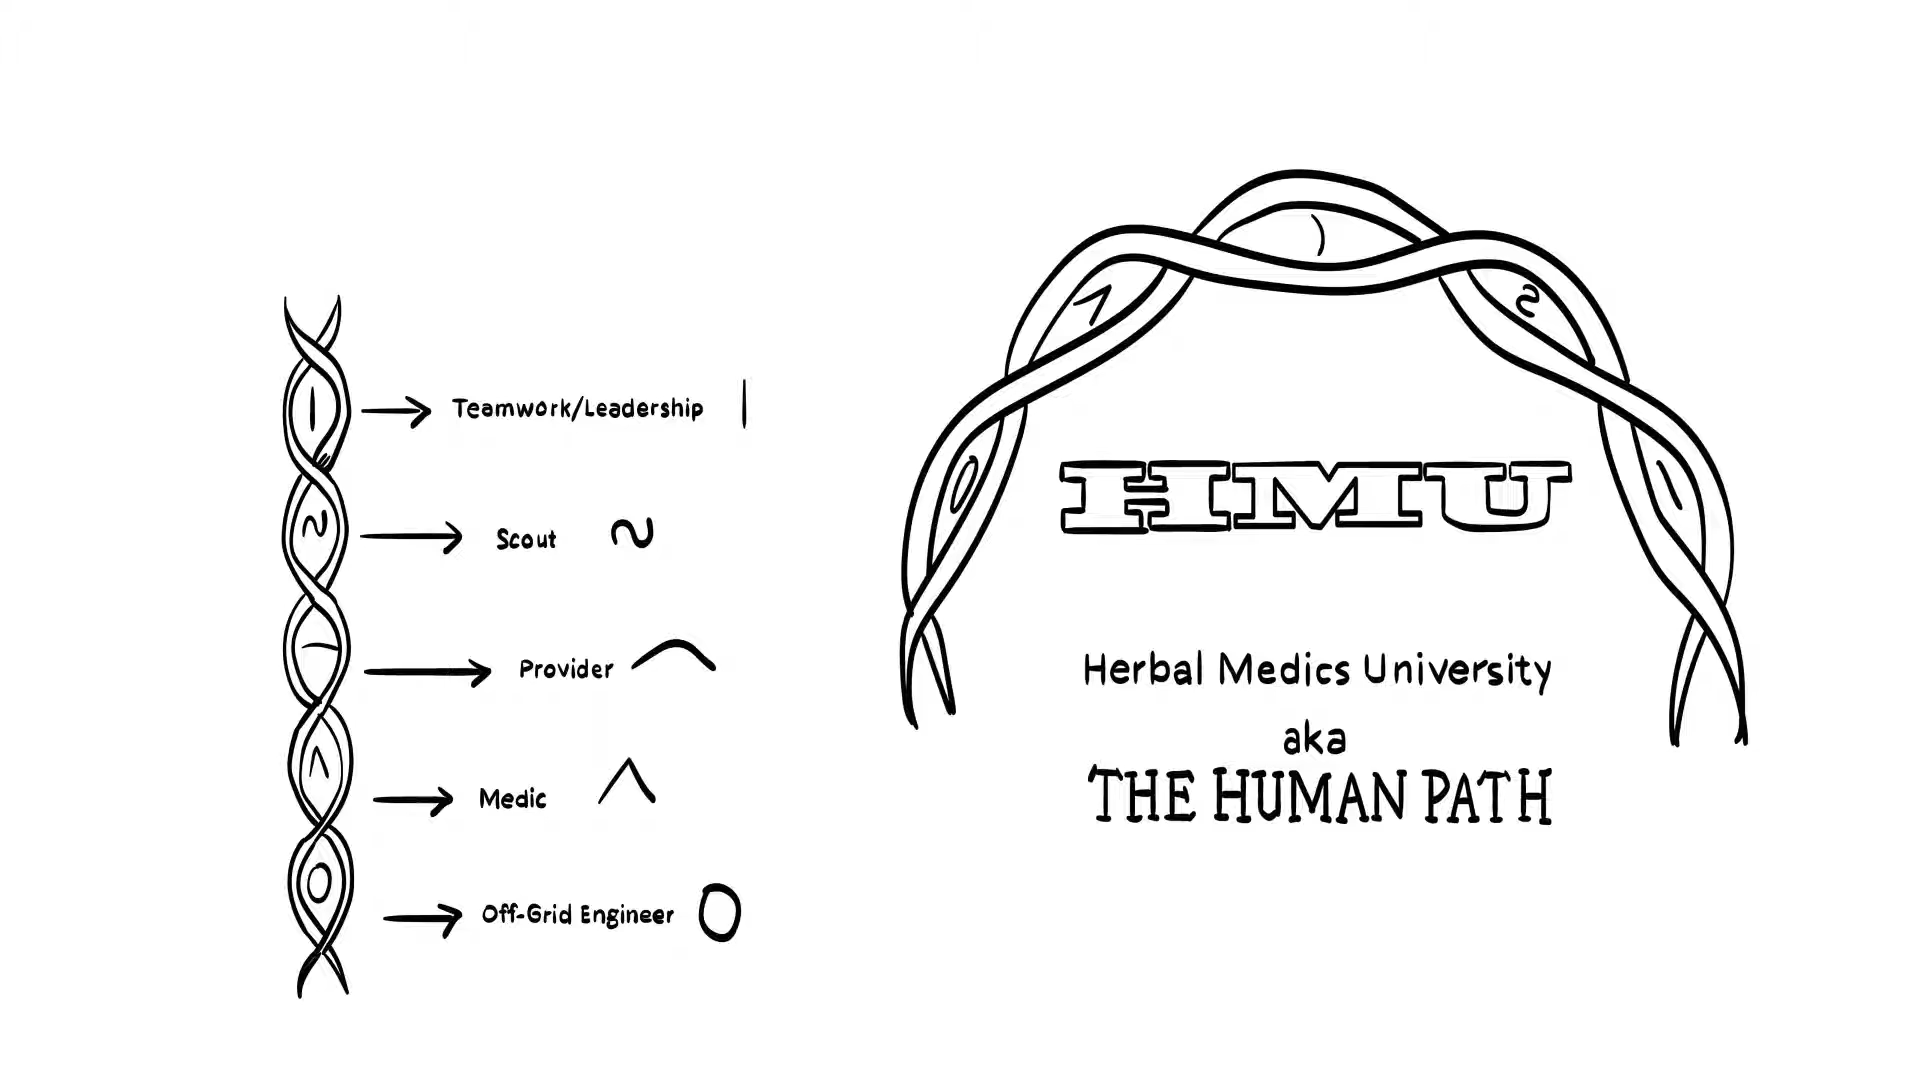 Teamwork/Leadership
Scout
Provider
Medic
Off-Grid Engineer
HMU
Herbal Medics University
aka
THE HUMAN PATH